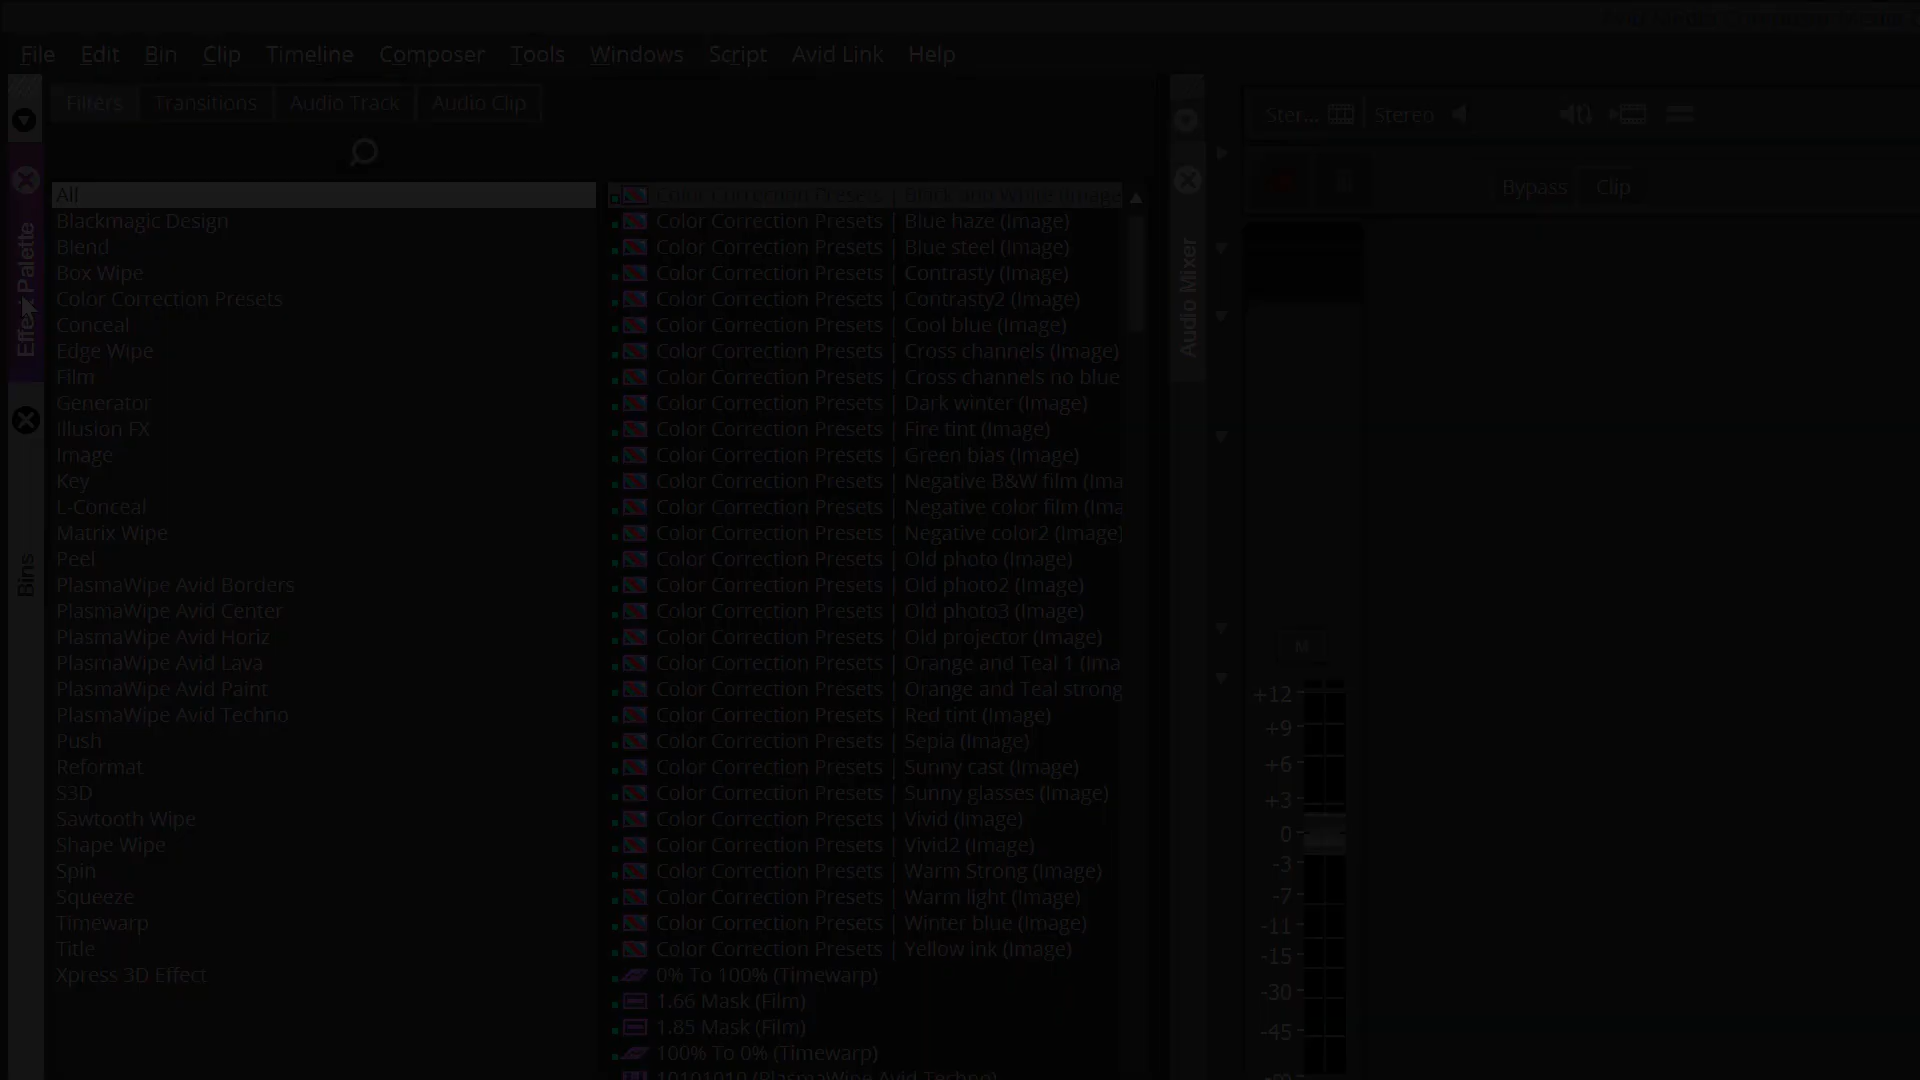 File Edit Bin Clip Timeline Composer Tools Windows Script Avid Link Help
Filters Transitions Audio Track Audio Clip
Effect Palette
Bins
All
Blackmagic Design
Blend
Box Wipe
Color Correction Presets
Conceal
Edge Wipe
Film
Generator
Illusion FX
Image
Key
L-Conceal
Matrix Wipe
Peel
PlasmaWipe Avid Borders
PlasmaWipe Avid Center
PlasmaWipe Avid Horiz
PlasmaWipe Avid Lava
PlasmaWipe Avid Paint
PlasmaWipe Avid Techno
Push
Reformat
S3D
Sawtooth Wipe
Shape Wipe
Spin
Squeeze
Timewarp
Title
Xpress 3D Effect
Color Correction Presets | Black and White (Image
Color Correction Presets | Blue haze (Image)
Color Correction Presets | Blue steel (Image)
Color Correction Presets | Contrasty (Image)
Color Correction Presets | Contrasty2 (Image)
Color Correction Presets | Cool blue (Image)
Color Correction Presets | Cross channels (Image)
Color Correction Presets | Cross channels no blue
Color Correction Presets | Dark winter (Image)
Color Correction Presets | Fire tint (Image)
Color Correction Presets | Green bias (Image)
Color Correction Presets | Negative B&W film (Ima
Color Correction Presets | Negative color film (Ima
Color Correction Presets | Negative color2 (Image)
Color Correction Presets | Old photo (Image)
Color Correction Presets | Old photo2 (Image)
Color Correction Presets | Old photo3 (Image)
Color Correction Presets | Old projector (Image)
Color Correction Presets | Orange and Teal 1 (Ima
Color Correction Presets | Orange and Teal strong
Color Correction Presets | Red tint (Image)
Color Correction Presets | Sepia (Image)
Color Correction Presets | Sunny cast (Image)
Color Correction Presets | Sunny glasses (Image)
Color Correction Presets | Vivid (Image)
Color Correction Presets | Vivid2 (Image)
Color Correction Presets | Warm Strong (Image)
Color Correction Presets | Warm light (Image)
Color Correction Presets | Winter blue (Image)
Color Correction Presets | Yellow ink (Image)
0% To 100% (Timewarp)
1.66 Mask (Film)
1.85 Mask (Film)
100% To 0% (Timewarp)
10101010 (PlasmaWipe Avid Techno)
Audio Mixer
Ster... Stereo
Bypass Clip
M
+12
+9
+6
+3
0
-3
-7
-11
-15
-30
-45